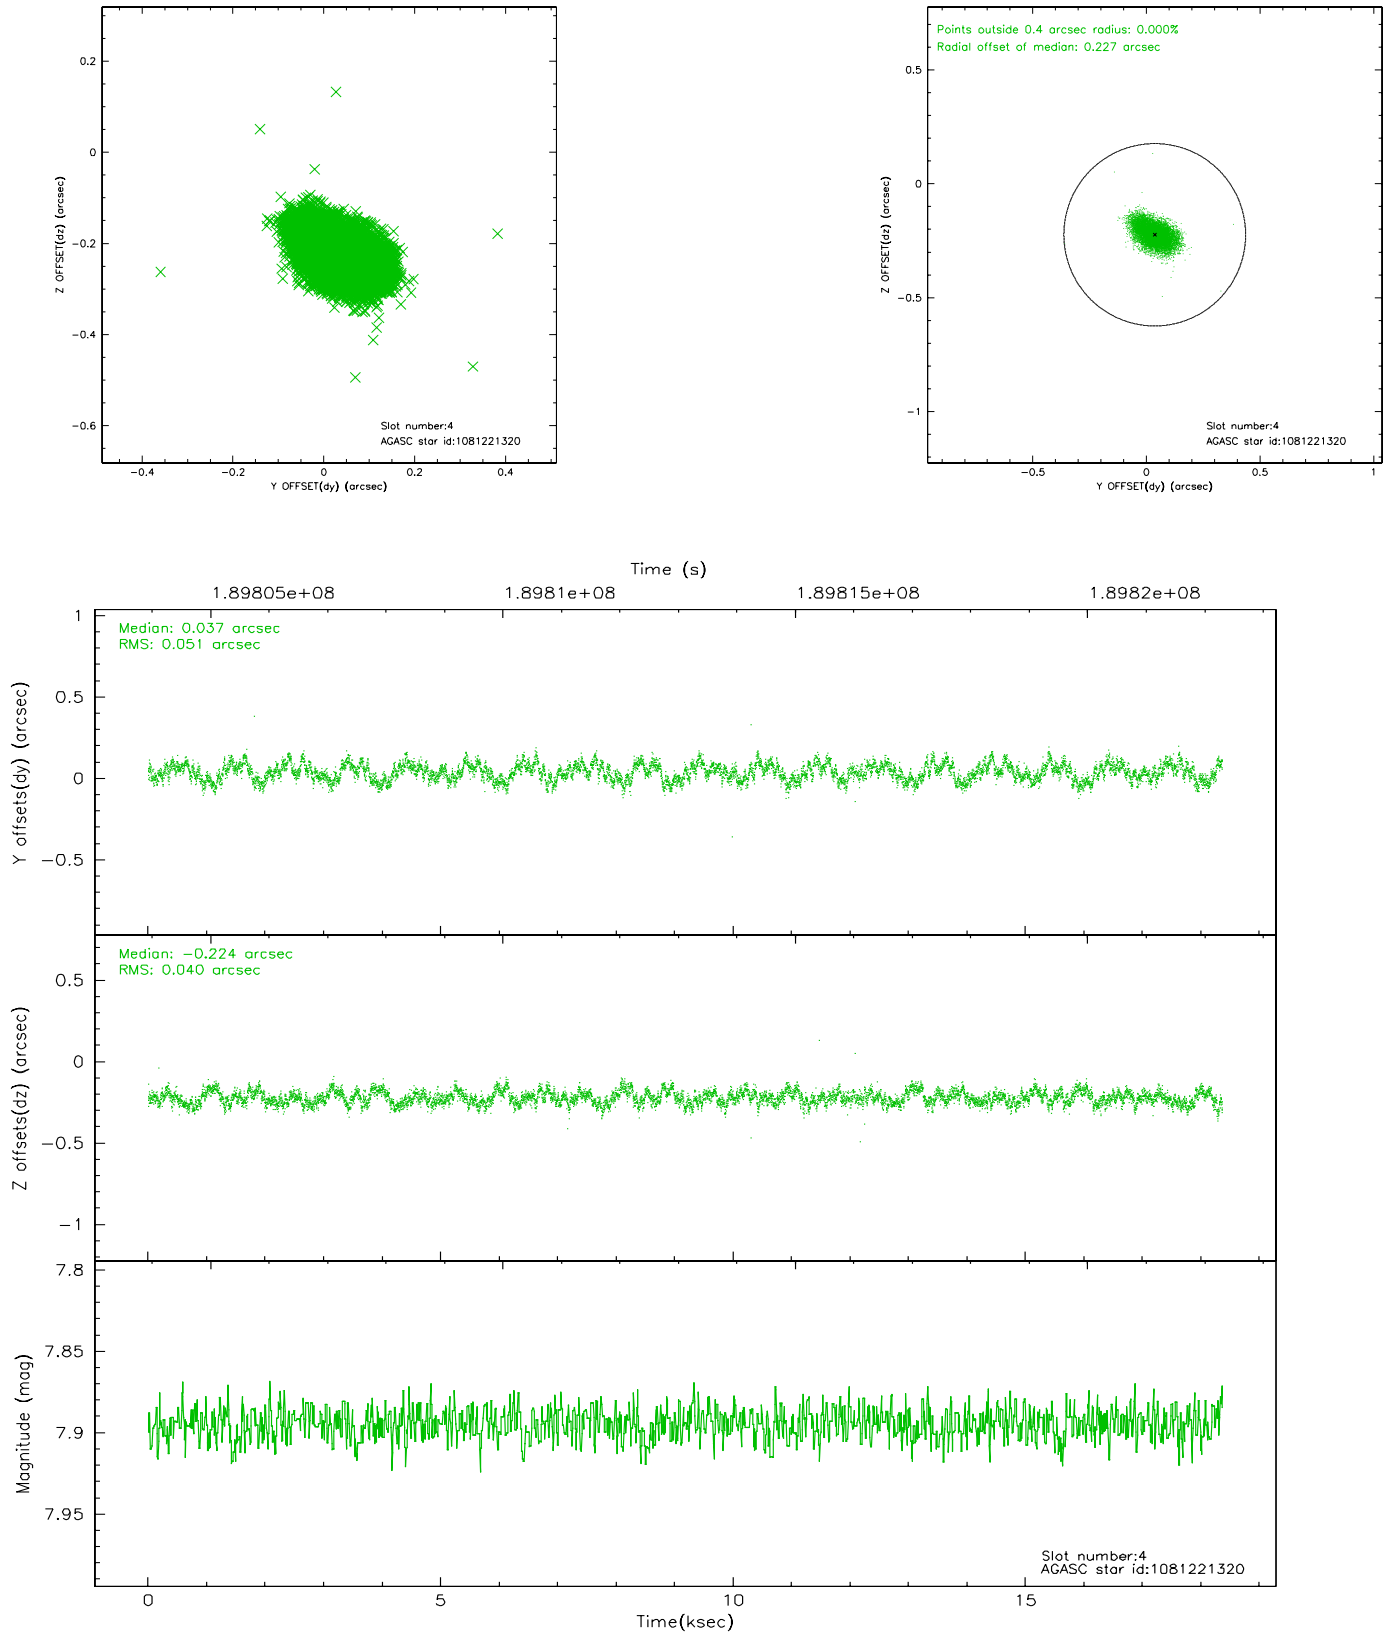 0.2
0
-0.2
-0.4
-0.6
Z OFFSET(dz) (arcsec)
Slot number:4
AGASC star id:1081221320
-0.4 -0.2 0 0.2 0.4
Y OFFSET(dy) (arcsec)
Points outside 0.4 arcsec radius: 0.000%
Radial offset of median: 0.227 arcsec
0.5
0
-0.5
-1
Z OFFSET(dz) (arcsec)
Slot number:4
AGASC star id:1081221320
-0.5 0 0.5 1
Y OFFSET(dy) (arcsec)
Time (s)
1.89805e+08 1.8981e+08 1.89815e+08 1.8982e+08
1
0.5
0
-0.5
Y offsets(dy) (arcsec)
Median: 0.037 arcsec
RMS: 0.051 arcsec
0.5
0
-0.5
-1
Z offsets(dz) (arcsec)
Median: -0.224 arcsec
RMS: 0.040 arcsec
7.8
7.85
7.9
7.95
Magnitude (mag)
Slot number:4
AGASC star id:1081221320
0 5 10 15
Time(ksec)